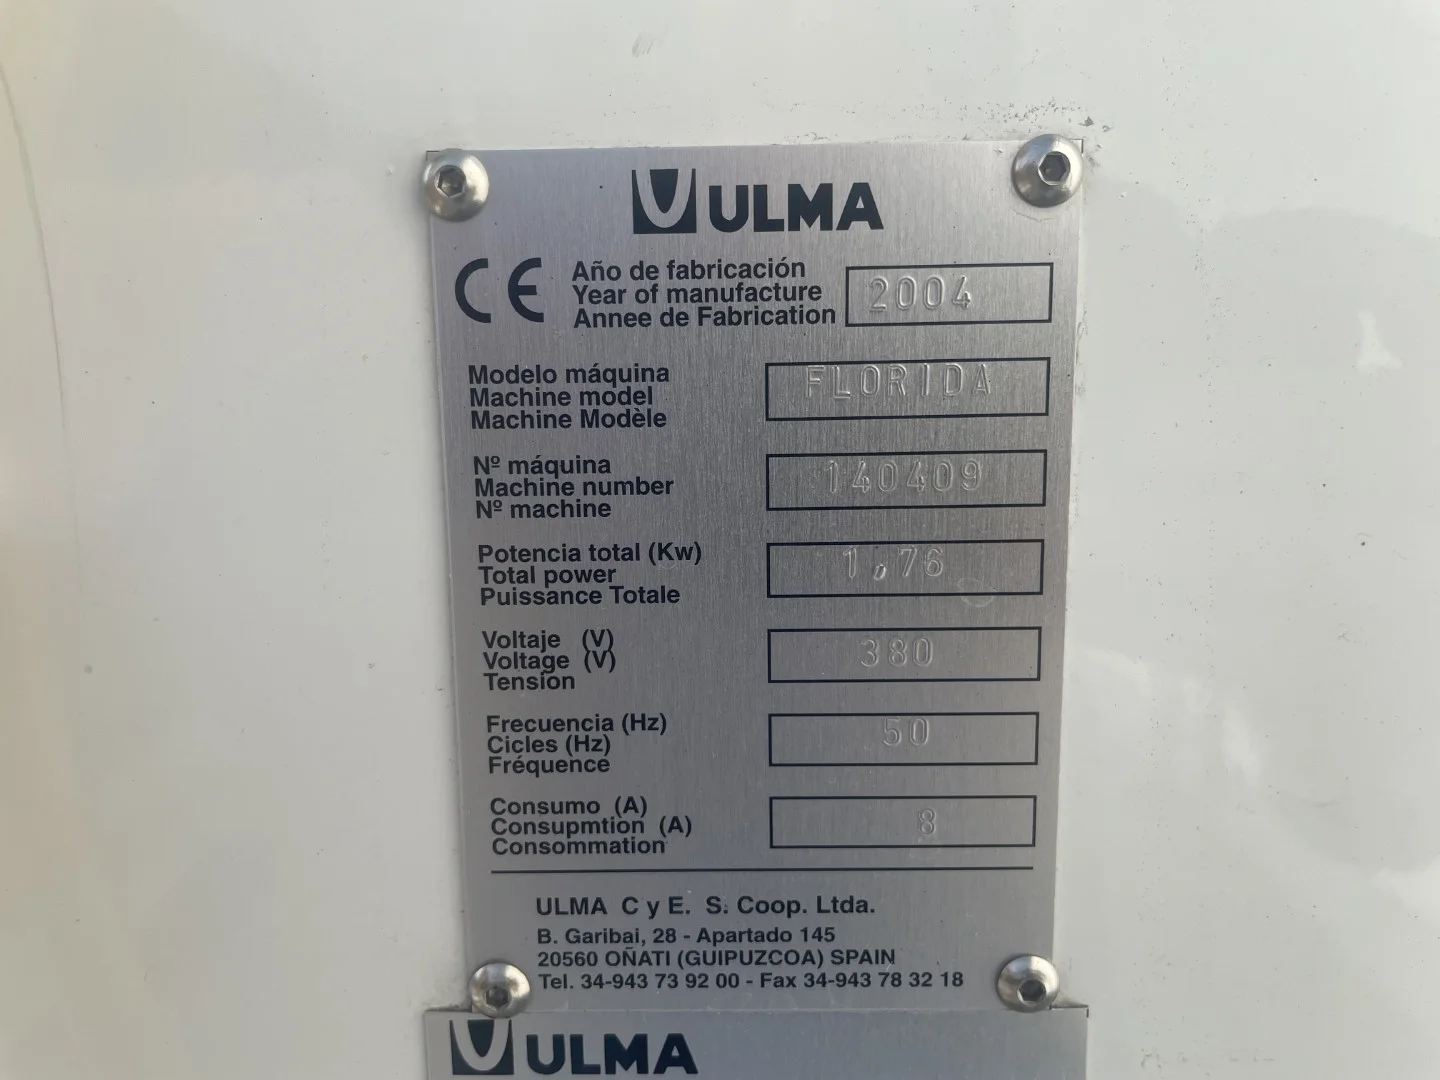 ULMA
CE
Año de fabricación
Year of manufacture
Annee de Fabrication
2004
Modelo máquina
Machine model
Machine Modèle
FLORIDA
Nº máquina
Machine number
Nº machine
140409
Potencia total (Kw)
Total power
Puissance Totale
1,76
Voltaje (V)
Voltage (V)
Tension
380
Frecuencia (Hz)
Cicles (Hz)
Fréquence
50
Consumo (A)
Consupmtion (A)
Consommation
8
ULMA C y E. S. Coop. Ltda.
B. Garibai, 28 - Apartado 145
20560 OÑATI (GUIPUZCOA) SPAIN
Tel. 34-943 73 92 00 - Fax 34-943 78 32 18
ULMA